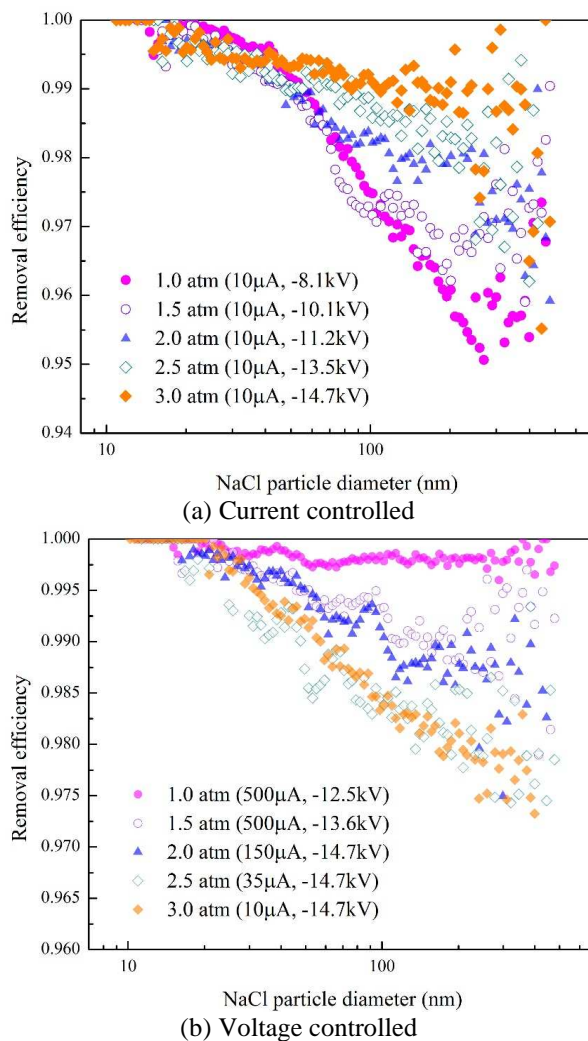 1.00
0.99
0.98
0.97
0.96
0.95
0.94
Removal efficiency
1.0 atm (10μA, -8.1kV)
1.5 atm (10μA, -10.1kV)
2.0 atm (10μA, -11.2kV)
2.5 atm (10μA, -13.5kV)
3.0 atm (10μA, -14.7kV)
10
100
NaCl particle diameter (nm)
(a) Current controlled
1.000
0.995
0.990
0.985
0.980
0.975
0.970
0.965
0.960
Removal efficiency
1.0 atm (500μA, -12.5kV)
1.5 atm (500μA, -13.6kV)
2.0 atm (150μA, -14.7kV)
2.5 atm (35μA, -14.7kV)
3.0 atm (10μA, -14.7kV)
10
100
NaCl particle diameter (nm)
(b) Voltage controlled